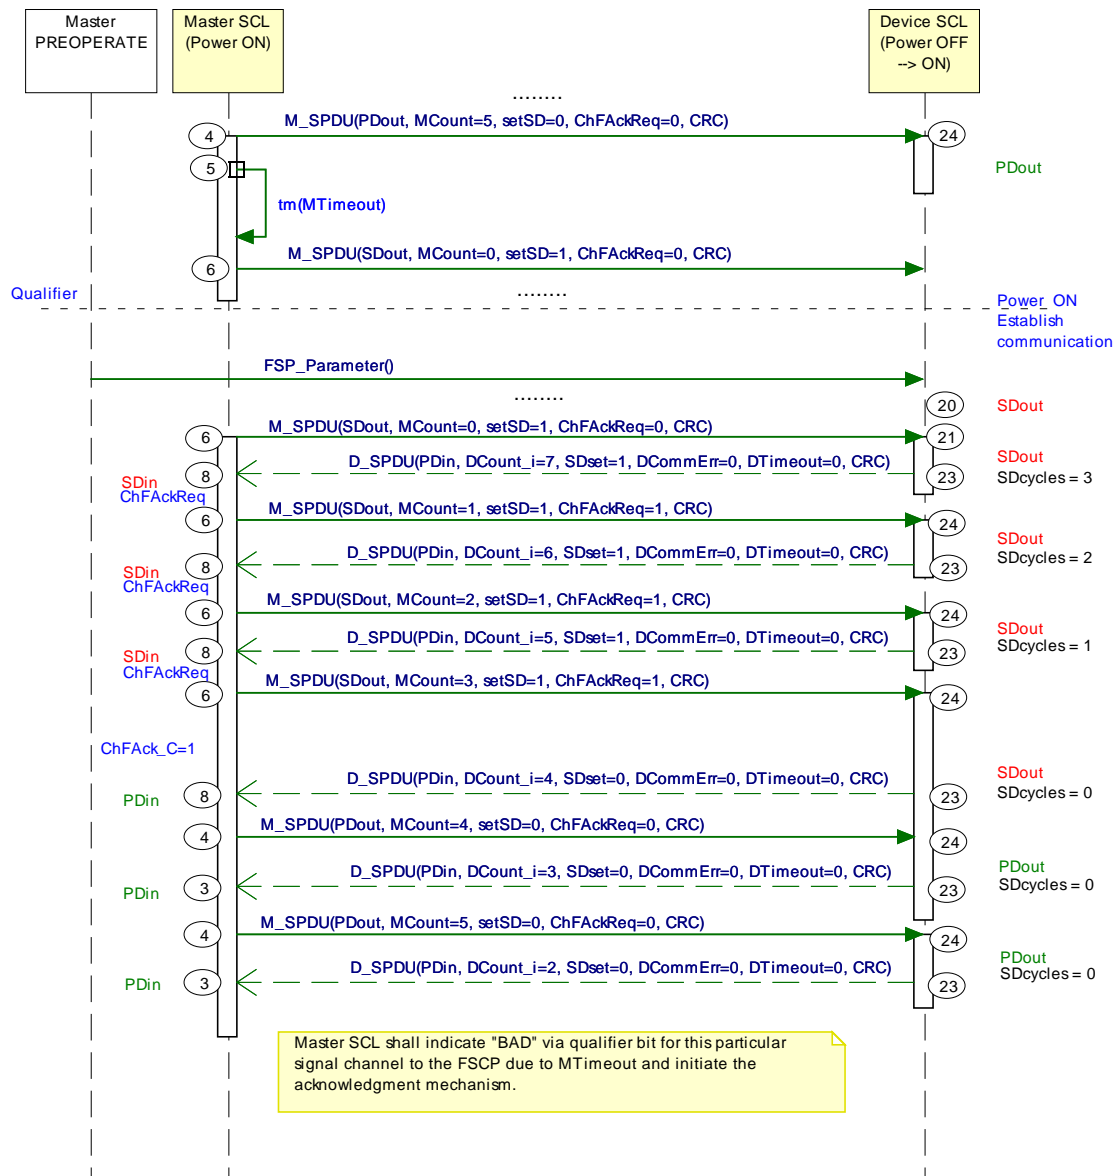 Master
PREOPERATE
Master SCL
(Power ON)
Device SCL
(Power OFF
--> ON)
........
M_SPDU(PDout, MCount=5, setSD=0, ChFAckReq=0, CRC)
4
24
5
PDout
tm(MTimeout)
M_SPDU(SDout, MCount=0, setSD=1, ChFAckReq=0, CRC)
6
Qualifier
........
Power ON
Establish
communication
FSP_Parameter()
........
20
SDout
M_SPDU(SDout, MCount=0, setSD=1, ChFAckReq=0, CRC)
6
21
D_SPDU(PDin, DCount_i=7, SDset=1, DCommErr=0, DTimeout=0, CRC)
SDout
8
23
SDcycles = 3
SDin
ChFAckReq
M_SPDU(SDout, MCount=1, setSD=1, ChFAckReq=1, CRC)
6
24
D_SPDU(PDin, DCount_i=6, SDset=1, DCommErr=0, DTimeout=0, CRC)
SDout
SDcycles = 2
8
23
SDin
ChFAckReq
M_SPDU(SDout, MCount=2, setSD=1, ChFAckReq=1, CRC)
6
24
D_SPDU(PDin, DCount_i=5, SDset=1, DCommErr=0, DTimeout=0, CRC)
SDout
SDcycles = 1
8
23
SDin
ChFAckReq
M_SPDU(SDout, MCount=3, setSD=1, ChFAckReq=1, CRC)
6
24
ChFAck_C=1
D_SPDU(PDin, DCount_i=4, SDset=0, DCommErr=0, DTimeout=0, CRC)
SDout
SDcycles = 0
PDin
8
23
M_SPDU(PDout, MCount=4, setSD=0, ChFAckReq=0, CRC)
4
24
D_SPDU(PDin, DCount_i=3, SDset=0, DCommErr=0, DTimeout=0, CRC)
PDout
SDcycles = 0
PDin
3
23
M_SPDU(PDout, MCount=5, setSD=0, ChFAckReq=0, CRC)
4
24
D_SPDU(PDin, DCount_i=2, SDset=0, DCommErr=0, DTimeout=0, CRC)
PDout
SDcycles = 0
PDin
3
23
Master SCL shall indicate "BAD" via qualifier bit for this particular
signal channel to the FSCP due to MTimeout and initiate the
acknowledgment mechanism.